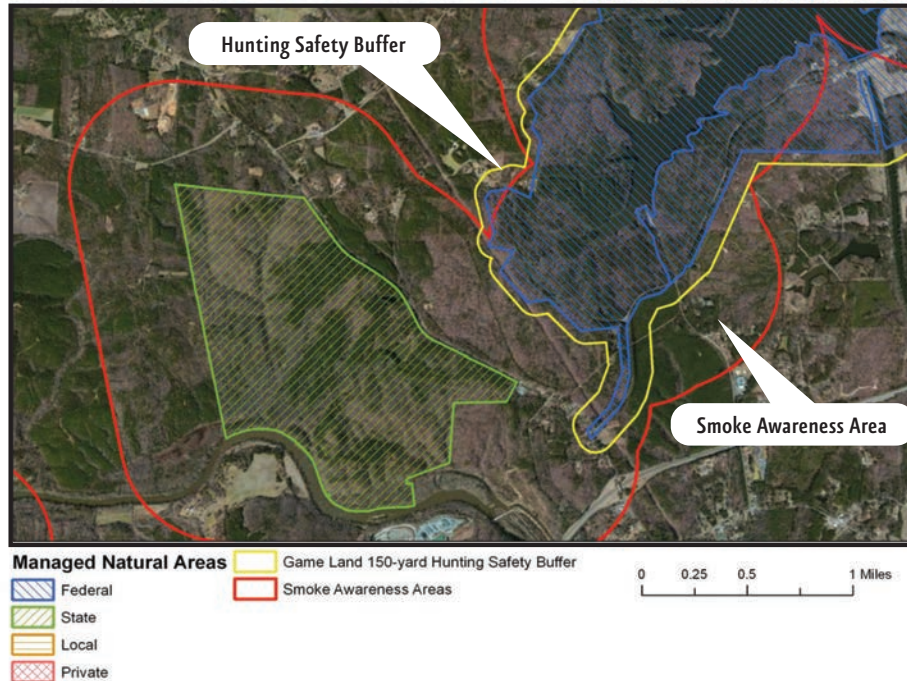 Hunting Safety Buffer
Smoke Awareness Area
Managed Natural Areas
Federal
State
Local
Private
Game Land 150-yard Hunting Safety Buffer
Smoke Awareness Areas
0 0.25 0.5 1 Miles